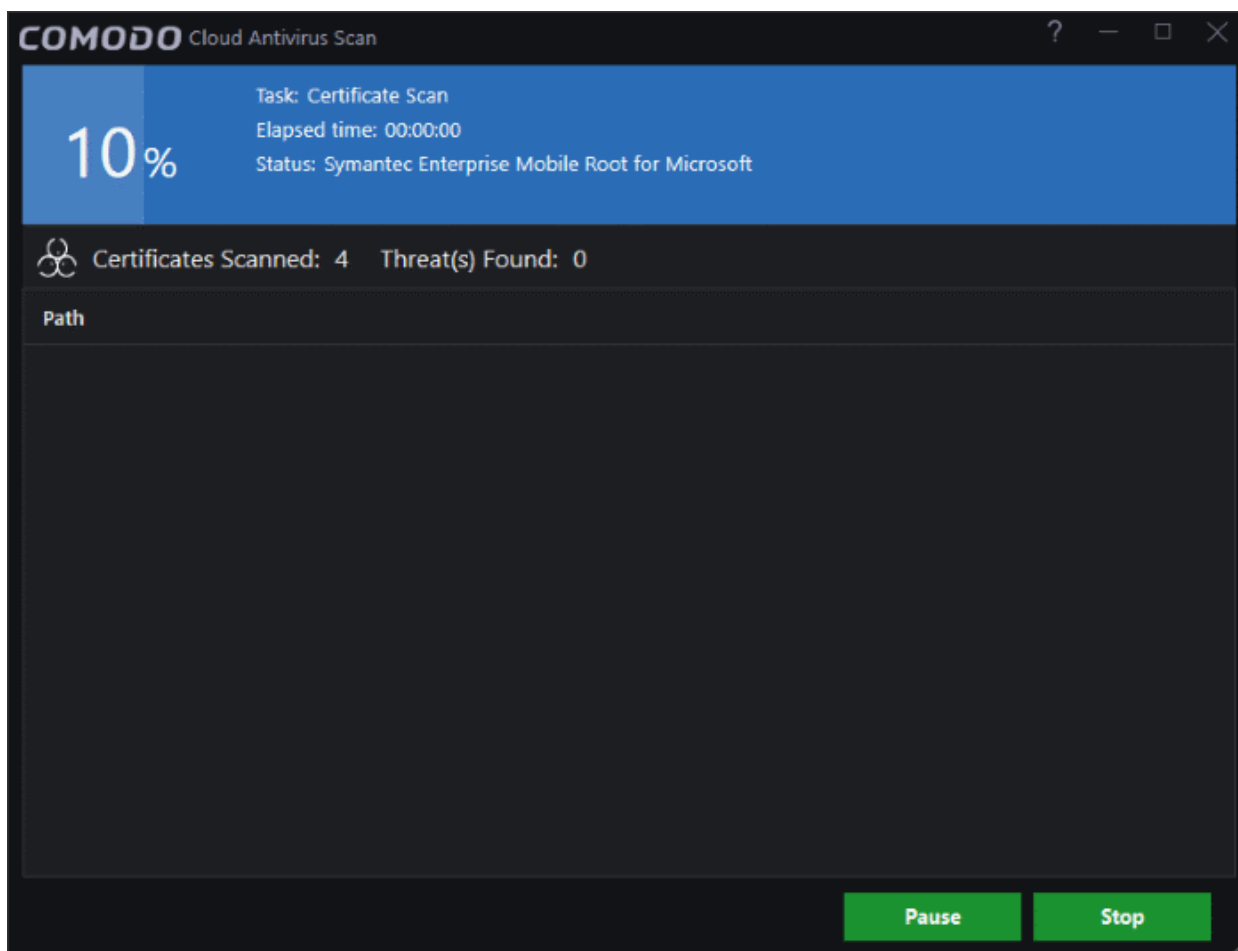 COMODO Cloud Antivirus Scan ?
10%
Task: Certificate Scan
Elapsed time: 00:00:00
Status: Symantec Enterprise Mobile Root for Microsoft
Certificates Scanned: 4 Threat(s) Found: 0
Path
Pause Stop